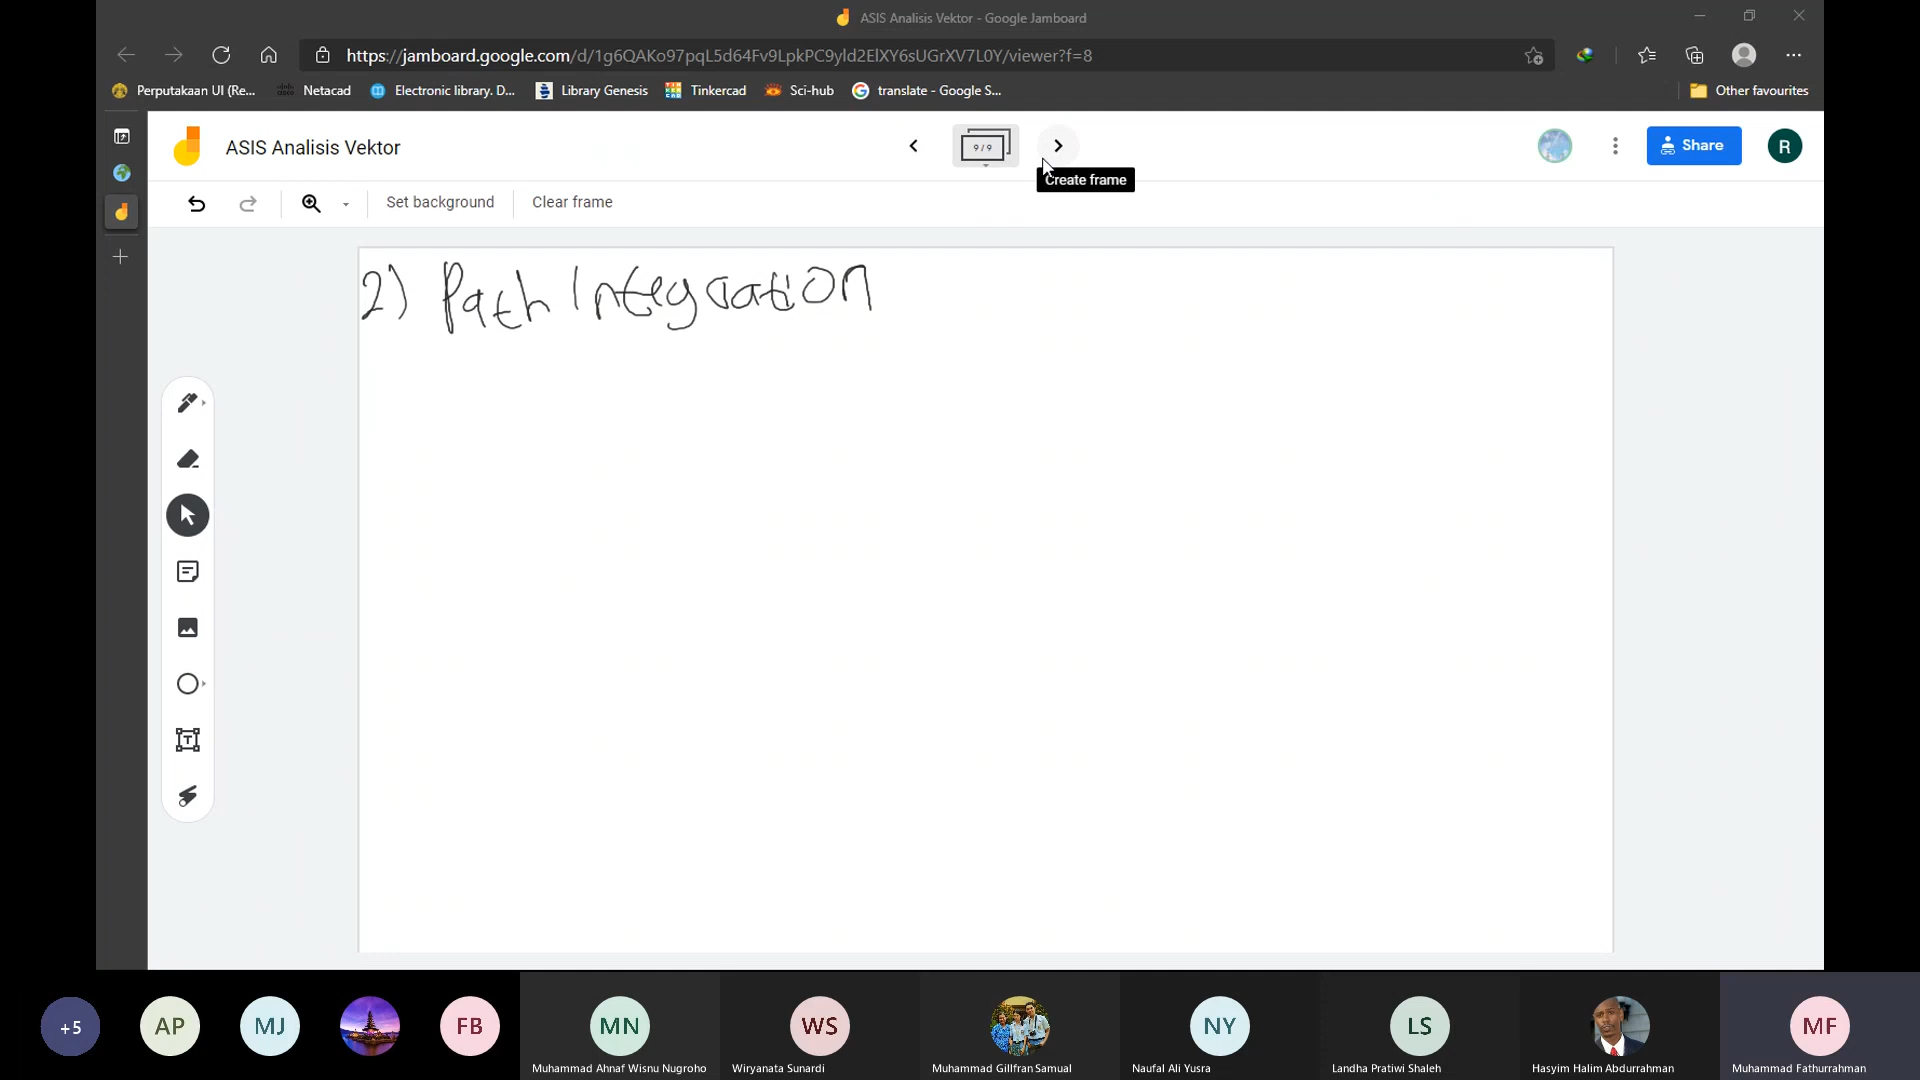 ASIS Analisis Vektor - Google Jamboard
https://jamboard.google.com/d/1g6QAKo97pqL5d64Fv9LpkPC9yld2ElXY6sUGrXV7L0Y/viewer?f=8
Perputakaan UI (Re... Netacad Electronic library. D... Library Genesis Tinkercad Sci-hub translate - Google S... Other favourites
ASIS Analisis Vektor 9 / 9 Share R
Create frame
Set background Clear frame
2) Path Integration
+5 AP MJ FB MN WS NY LS MF
Muhammad Ahnaf Wisnu Nugroho Wiryanata Sunardi Muhammad Gillfran Samual Naufal Ali Yusra Landha Pratiwi Shaleh Hasyim Halim Abdurrahman Muhammad Fathurrahman